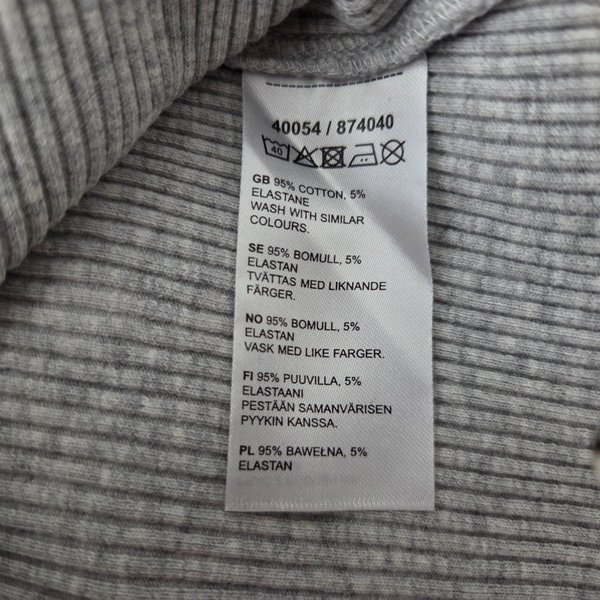 40054 / 874040
40
GB 95% COTTON, 5%
ELASTANE
WASH WITH SIMILAR
COLOURS.
SE 95% BOMULL, 5%
ELASTAN
TVÄTTAS MED LIKNANDE
FÄRGER.
NO 95% BOMULL, 5%
ELASTAN
VASK MED LIKE FARGER.
FI 95% PUUVILLA, 5%
ELASTAANI
PESTÄÄN SAMANVÄRISEN
PYYKIN KANSSA.
PL 95% BAWEŁNA, 5%
ELASTAN